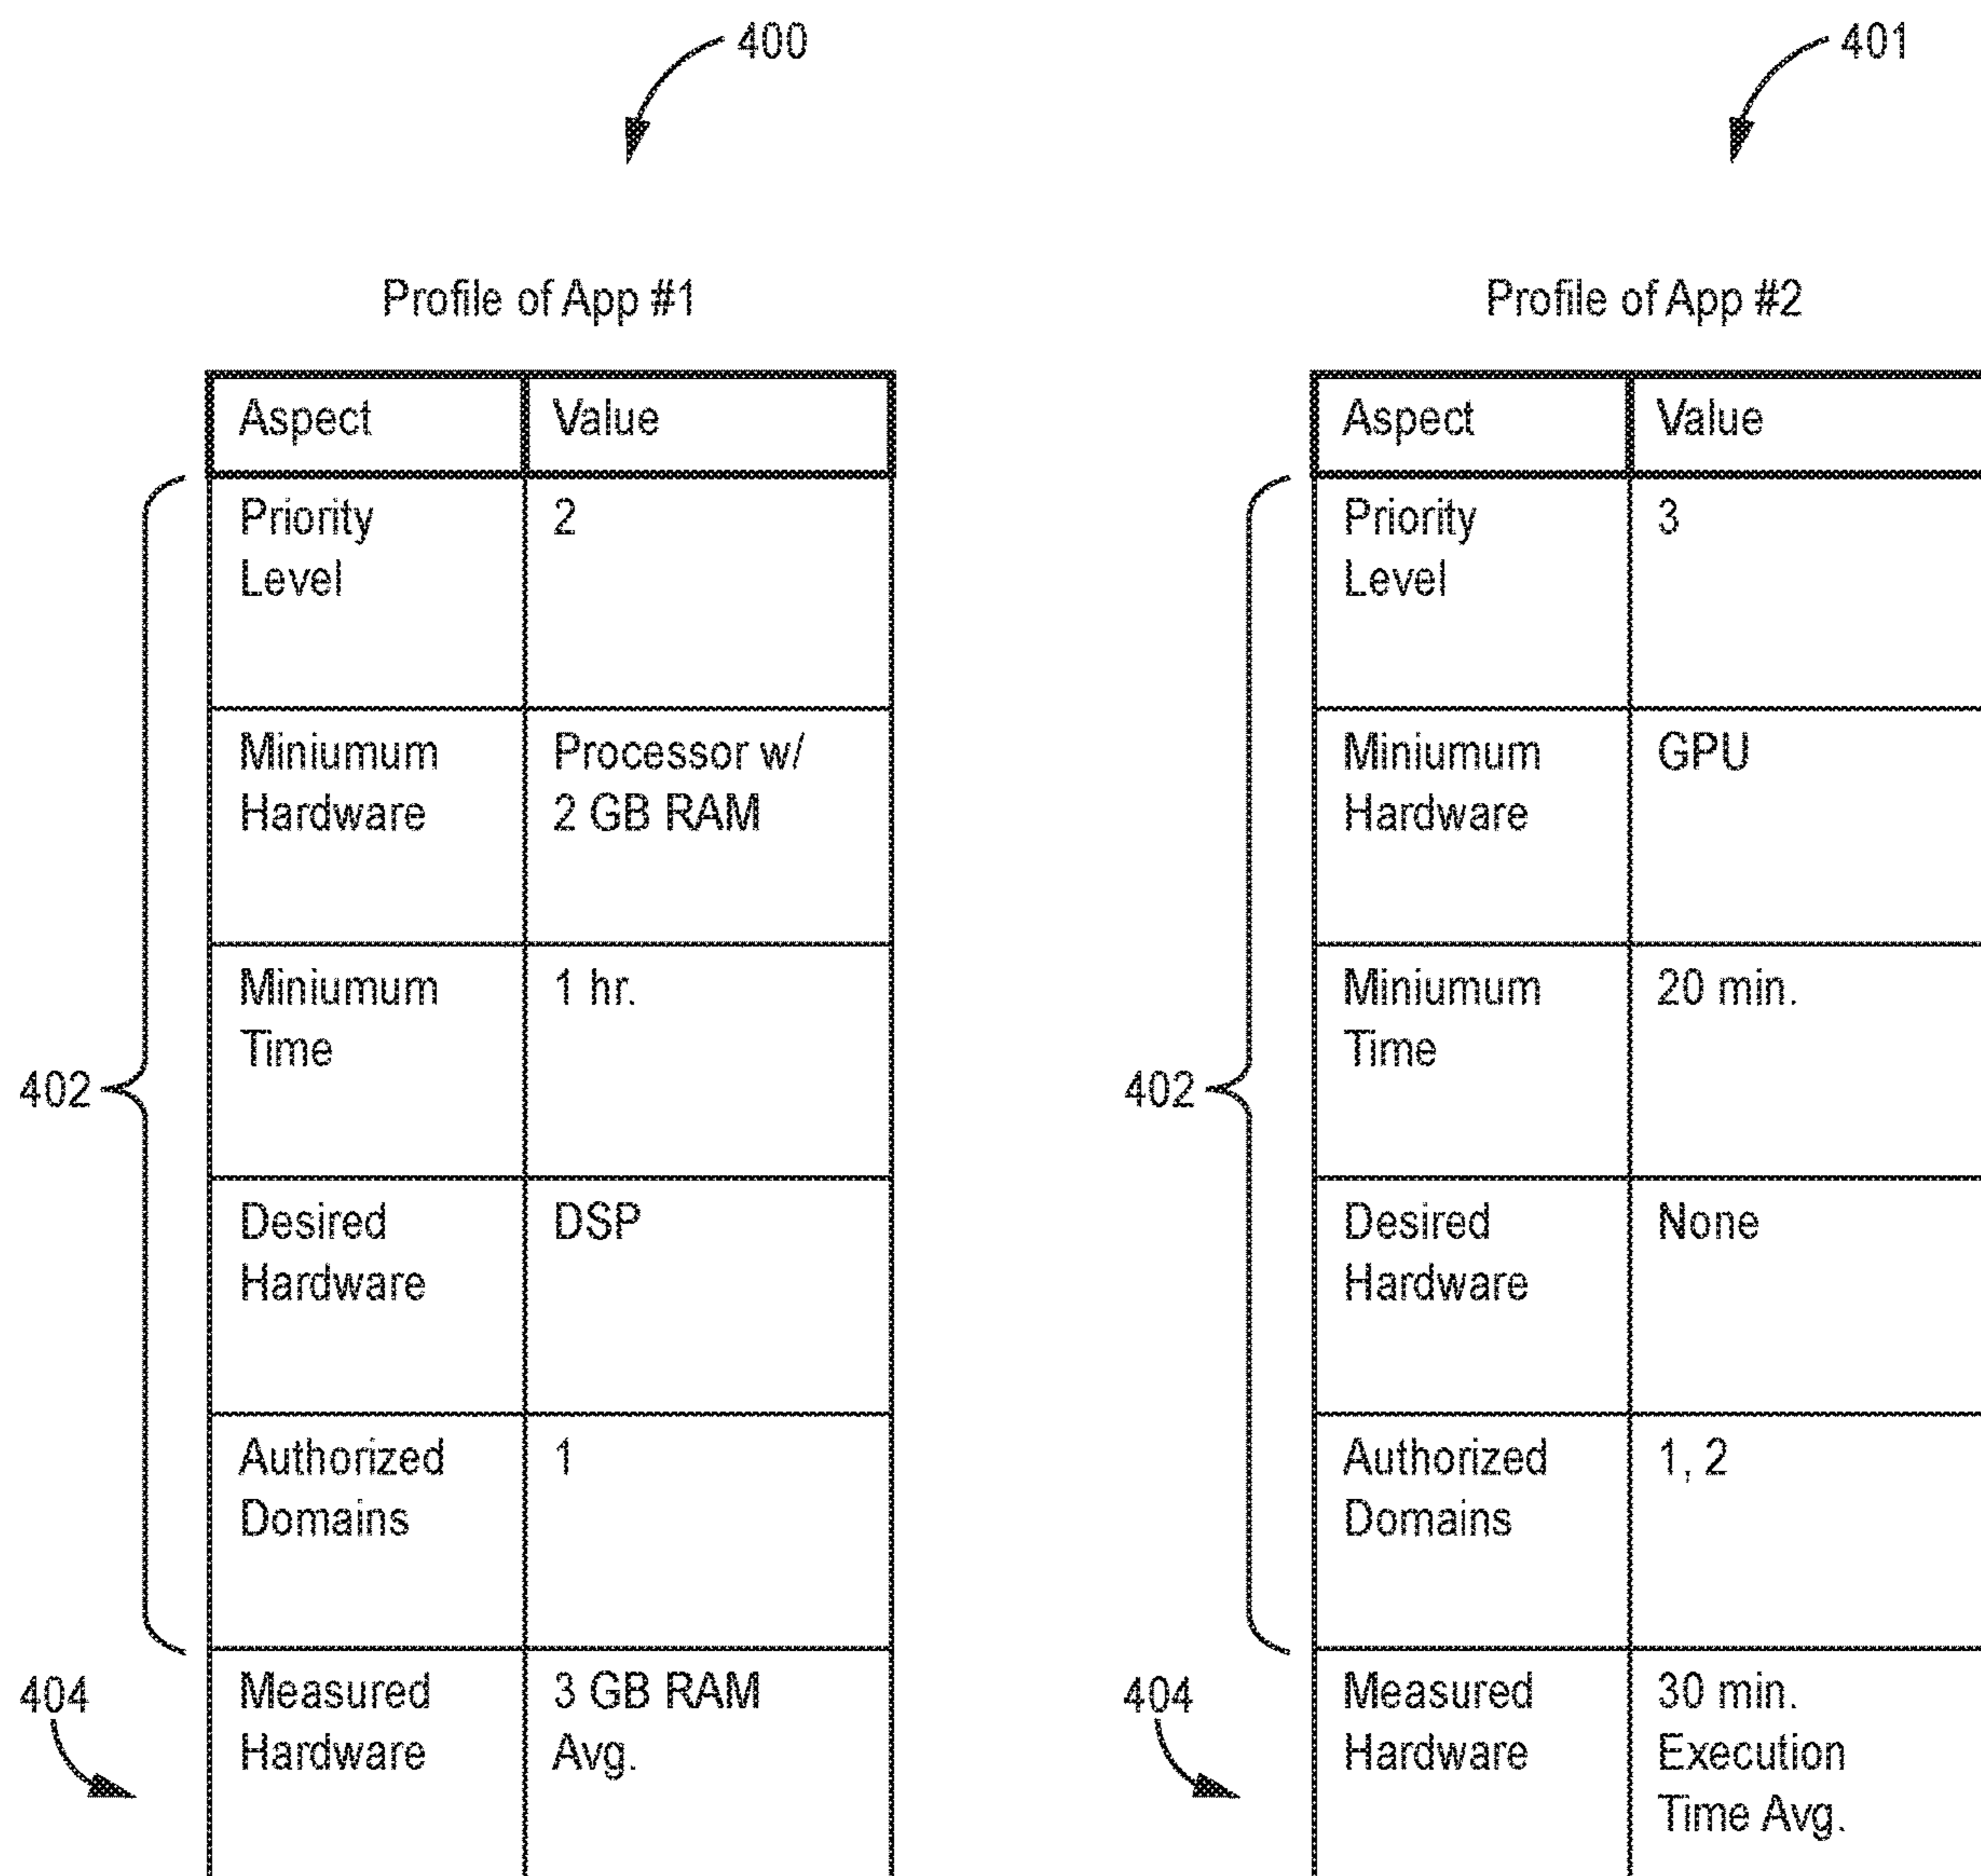 400
Profile of App #1
Aspect
Value
Priority
Level
2
Miniumum
Hardware
Processor w/
2 GB RAM
Miniumum
Time
1 hr.
Desired
Hardware
DSP
Authorized
Domains
1
Measured
Hardware
3 GB RAM
Avg.
402
404
401
Profile of App #2
Aspect
Value
Priority
Level
3
Miniumum
Hardware
GPU
Miniumum
Time
20 min.
Desired
Hardware
None
Authorized
Domains
1, 2
Measured
Hardware
30 min.
Execution
Time Avg.
402
404